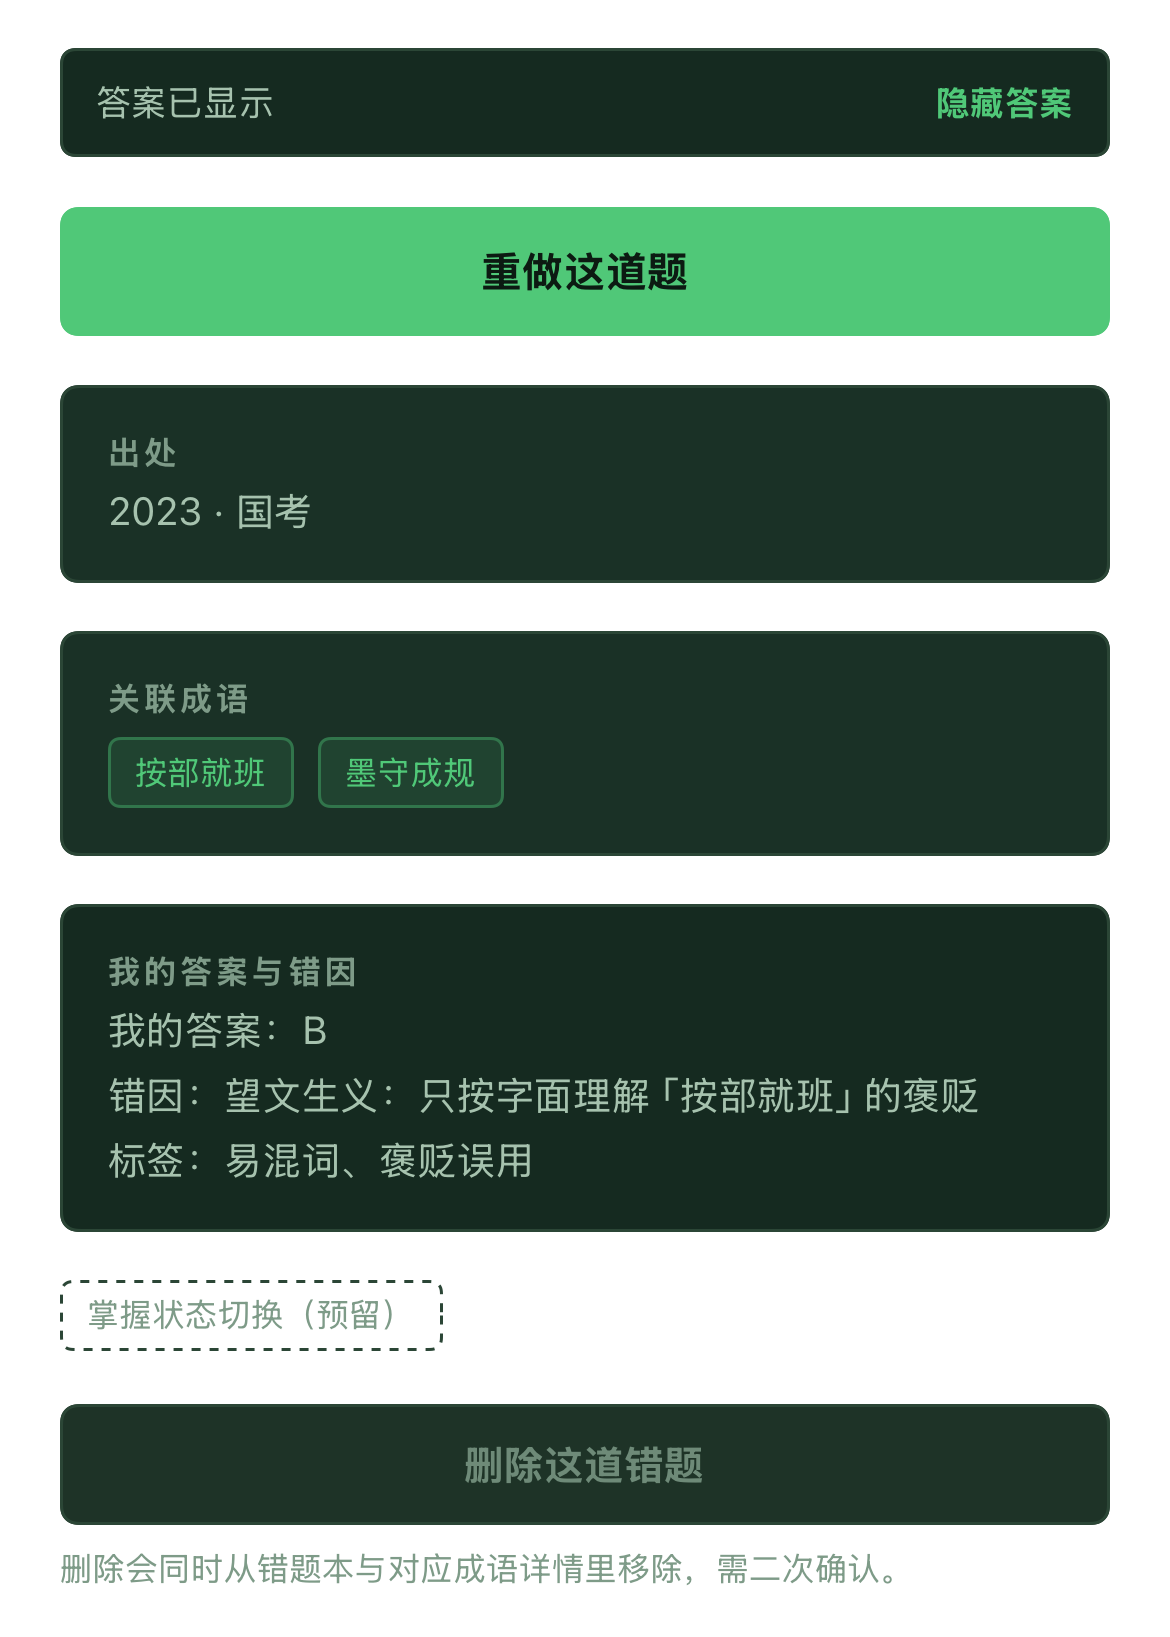 答案已显示 隐藏答案
重做这道题
出处
2023 · 国考
关联成语
按部就班 墨守成规
我的答案与错因
我的答案：B
错因：望文生义：只按字面理解「按部就班」的褒贬
标签：易混词、褒贬误用
掌握状态切换（预留）
删除这道错题
删除会同时从错题本与对应成语详情里移除，需二次确认。